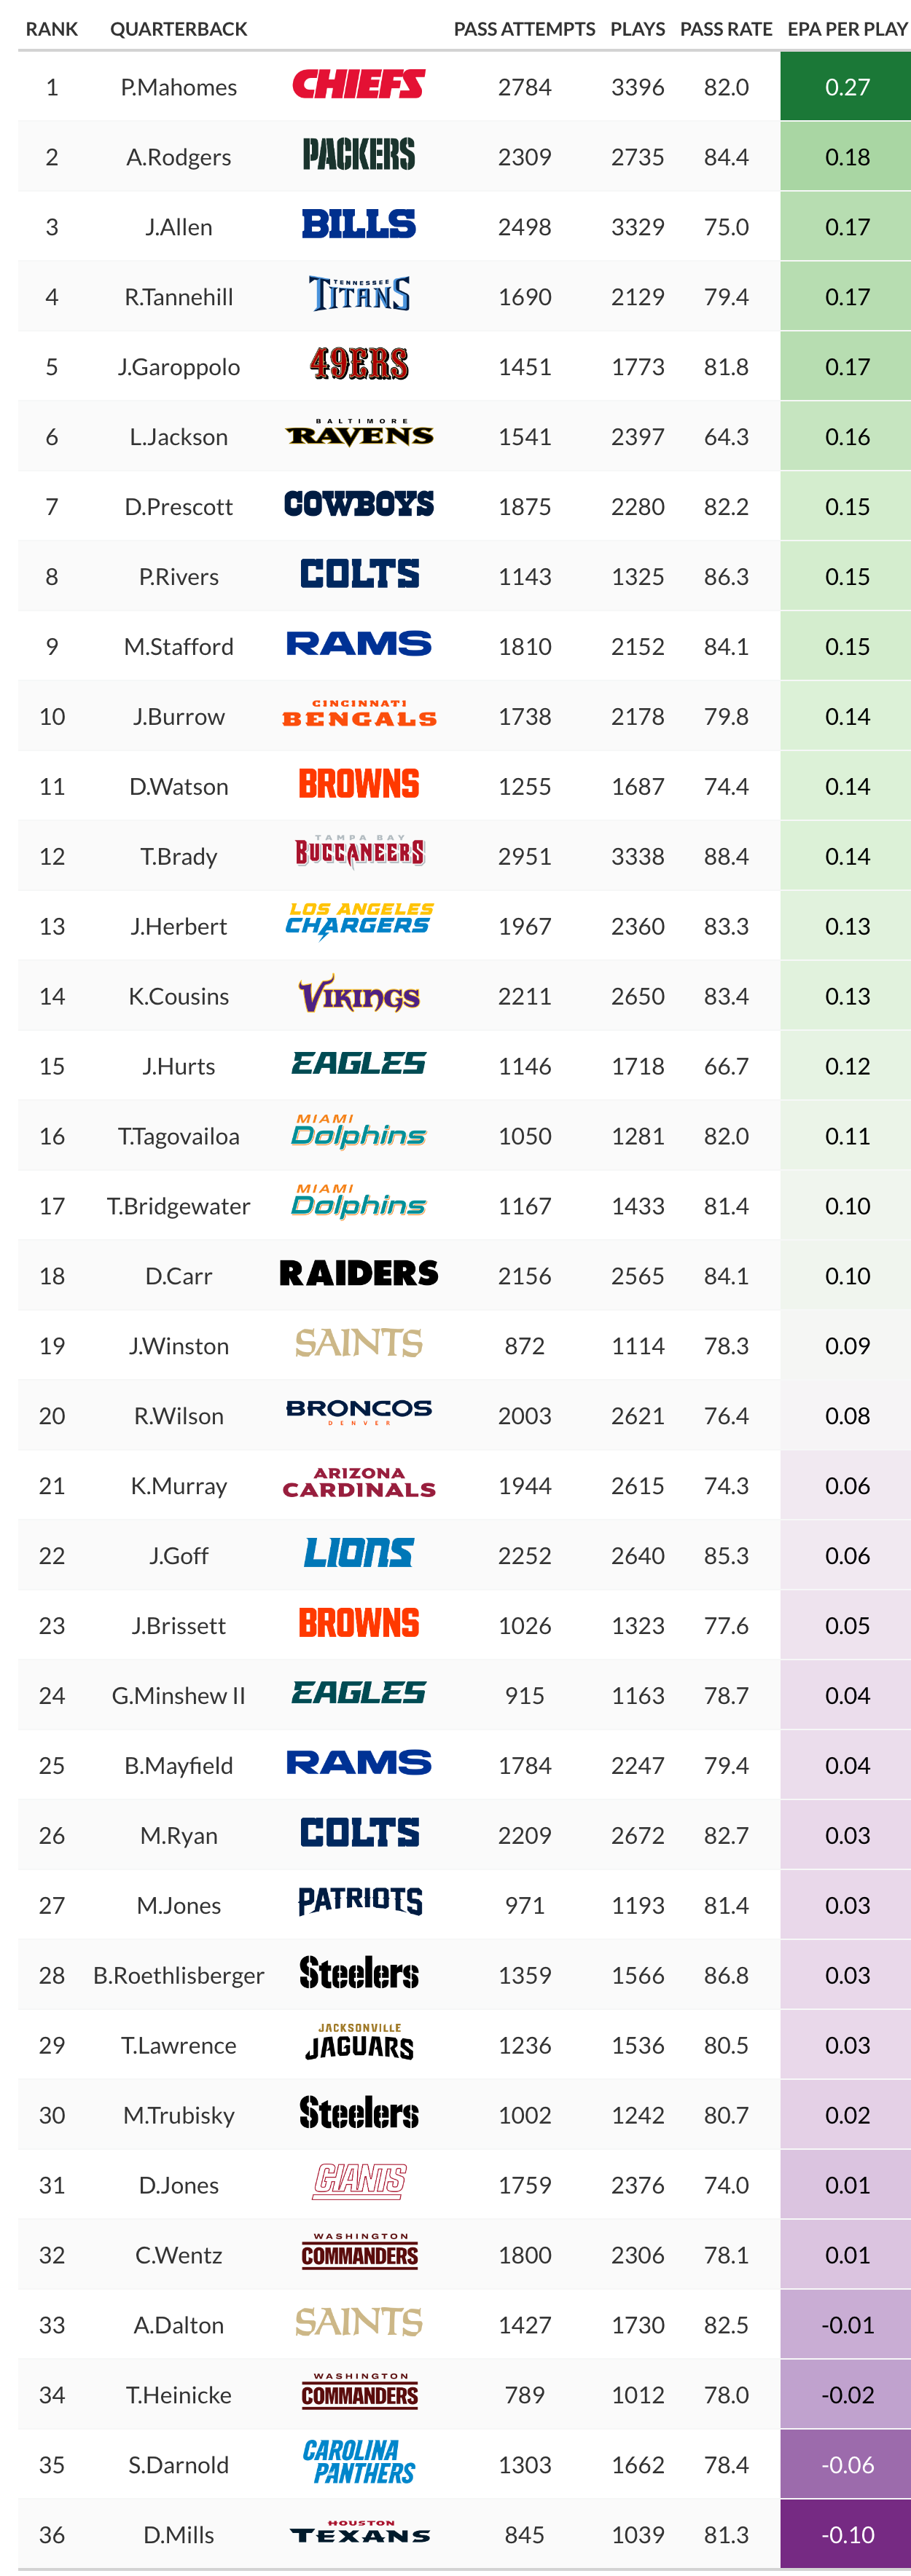 RANK QUARTERBACK PASS ATTEMPTS PLAYS PASS RATE EPA PER PLAY
1 P.Mahomes CHIEFS 2784 3396 82.0 0.27
2 A.Rodgers PACKERS 2309 2735 84.4 0.18
3 J.Allen BILLS 2498 3329 75.0 0.17
4 R.Tannehill TENNESSEE TITANS 1690 2129 79.4 0.17
5 J.Garoppolo 49ERS 1451 1773 81.8 0.17
6 L.Jackson BALTIMORE RAVENS 1541 2397 64.3 0.16
7 D.Prescott COWBOYS 1875 2280 82.2 0.15
8 P.Rivers COLTS 1143 1325 86.3 0.15
9 M.Stafford RAMS 1810 2152 84.1 0.15
10 J.Burrow CINCINNATI BENGALS 1738 2178 79.8 0.14
11 D.Watson BROWNS 1255 1687 74.4 0.14
12 T.Brady TAMPA BAY BUCCANEERS 2951 3338 88.4 0.14
13 J.Herbert LOS ANGELES CHARGERS 1967 2360 83.3 0.13
14 K.Cousins VIKINGS 2211 2650 83.4 0.13
15 J.Hurts EAGLES 1146 1718 66.7 0.12
16 T.Tagovailoa MIAMI Dolphins 1050 1281 82.0 0.11
17 T.Bridgewater MIAMI Dolphins 1167 1433 81.4 0.10
18 D.Carr RAIDERS 2156 2565 84.1 0.10
19 J.Winston SAINTS 872 1114 78.3 0.09
20 R.Wilson BRONCOS DENVER 2003 2621 76.4 0.08
21 K.Murray ARIZONA CARDINALS 1944 2615 74.3 0.06
22 J.Goff LIONS 2252 2640 85.3 0.06
23 J.Brissett BROWNS 1026 1323 77.6 0.05
24 G.Minshew II EAGLES 915 1163 78.7 0.04
25 B.Mayfield RAMS 1784 2247 79.4 0.04
26 M.Ryan COLTS 2209 2672 82.7 0.03
27 M.Jones PATRIOTS 971 1193 81.4 0.03
28 B.Roethlisberger Steelers 1359 1566 86.8 0.03
29 T.Lawrence JACKSONVILLE JAGUARS 1236 1536 80.5 0.03
30 M.Trubisky Steelers 1002 1242 80.7 0.02
31 D.Jones GIANTS 1759 2376 74.0 0.01
32 C.Wentz WASHINGTON COMMANDERS 1800 2306 78.1 0.01
33 A.Dalton SAINTS 1427 1730 82.5 -0.01
34 T.Heinicke WASHINGTON COMMANDERS 789 1012 78.0 -0.02
35 S.Darnold CAROLINA PANTHERS 1303 1662 78.4 -0.06
36 D.Mills HOUSTON TEXANS 845 1039 81.3 -0.10